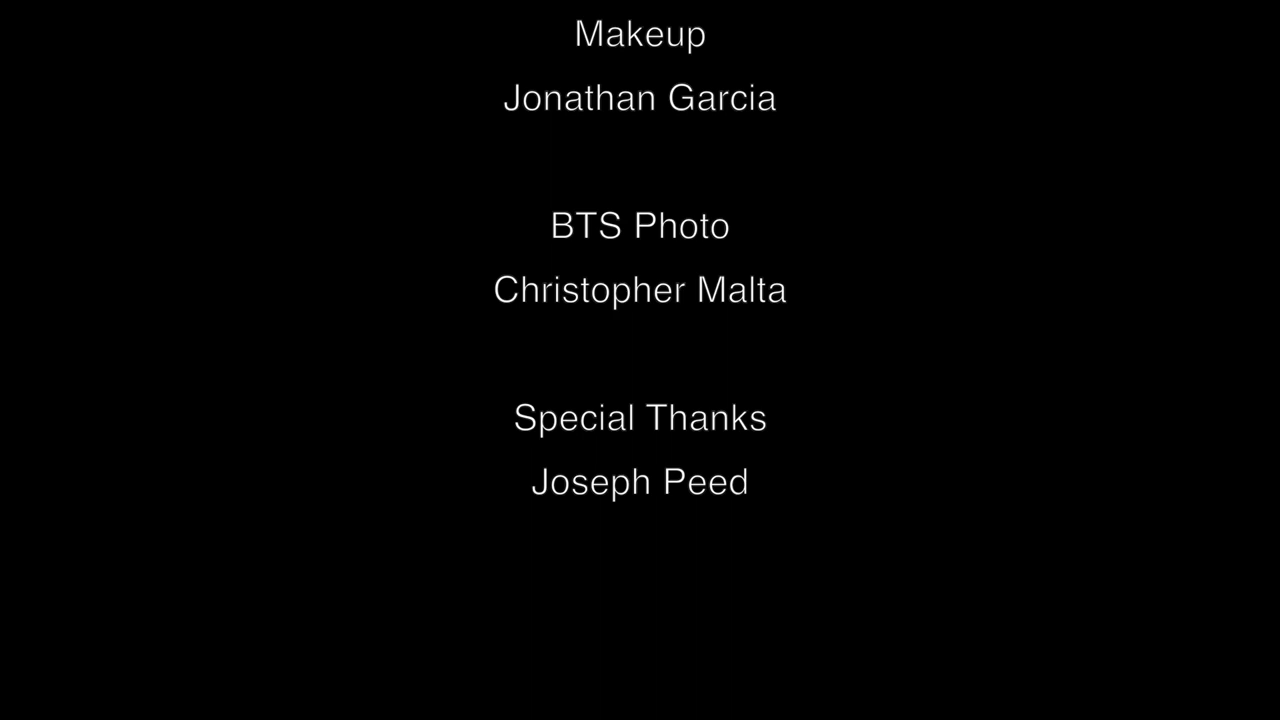 Makeup
Jonathan Garcia
BTS Photo
Christopher Malta
Special Thanks
Joseph Peed